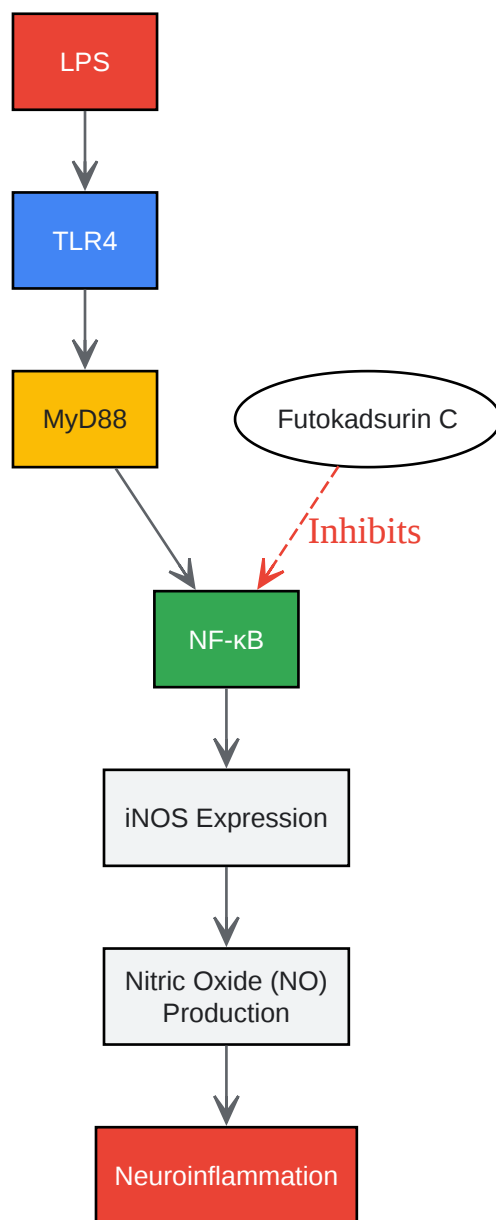 LPS
TLR4
MyD88
Futokadsurin C
Inhibits
NF-κB
iNOS Expression
Nitric Oxide (NO)
Production
Neuroinflammation